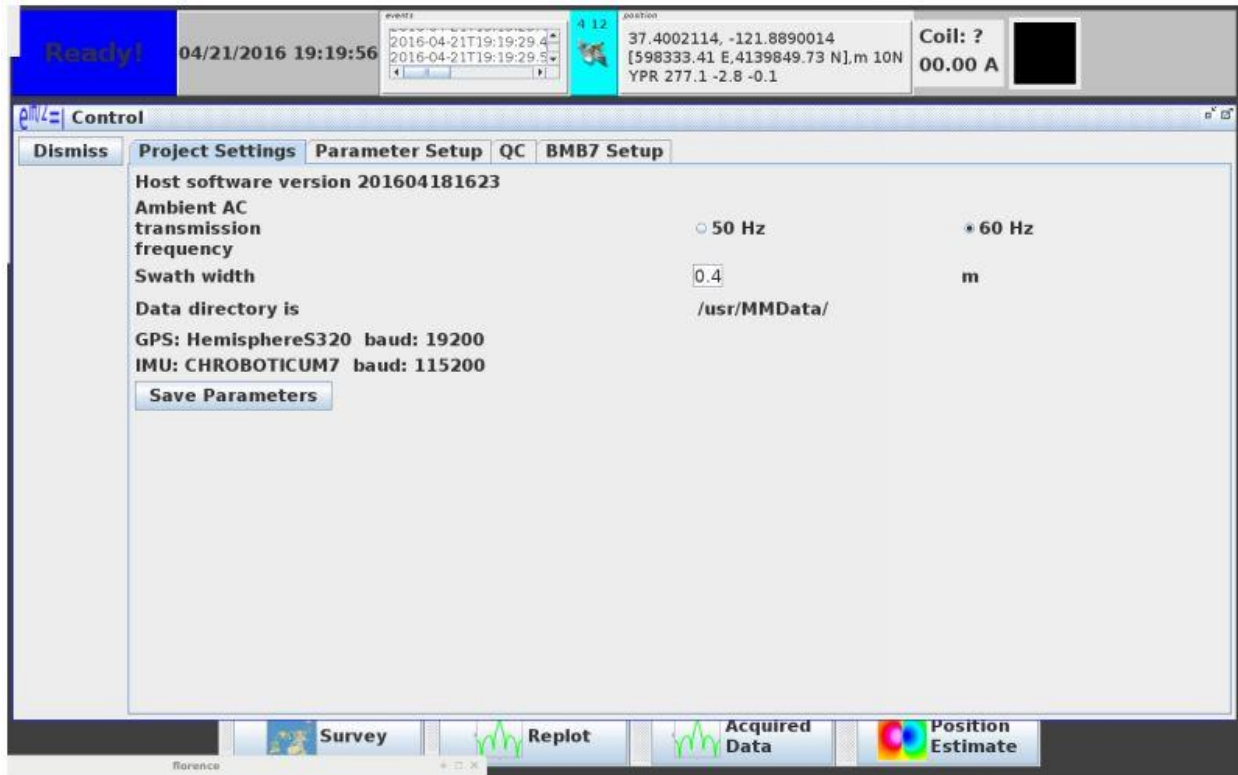 Ready!
04/21/2016 19:19:56
events
2016-04-21T19:19:29.4
2016-04-21T19:19:29.5
4 12
position
37.4002114, -121.8890014
[598333.41 E,4139849.73 N],m 10N
YPR 277.1 -2.8 -0.1
Coil: ?
00.00 A
Control
Dismiss
Project Settings Parameter Setup QC BMB7 Setup
Host software version 201604181623
Ambient AC
transmission
frequency
50 Hz
60 Hz
Swath width
0.4
m
Data directory is
/usr/MMData/
GPS: HemisphereS320 baud: 19200
IMU: CHROBOTICUM7 baud: 115200
Save Parameters
Survey
Replot
Acquired
Data
Position
Estimate
florence